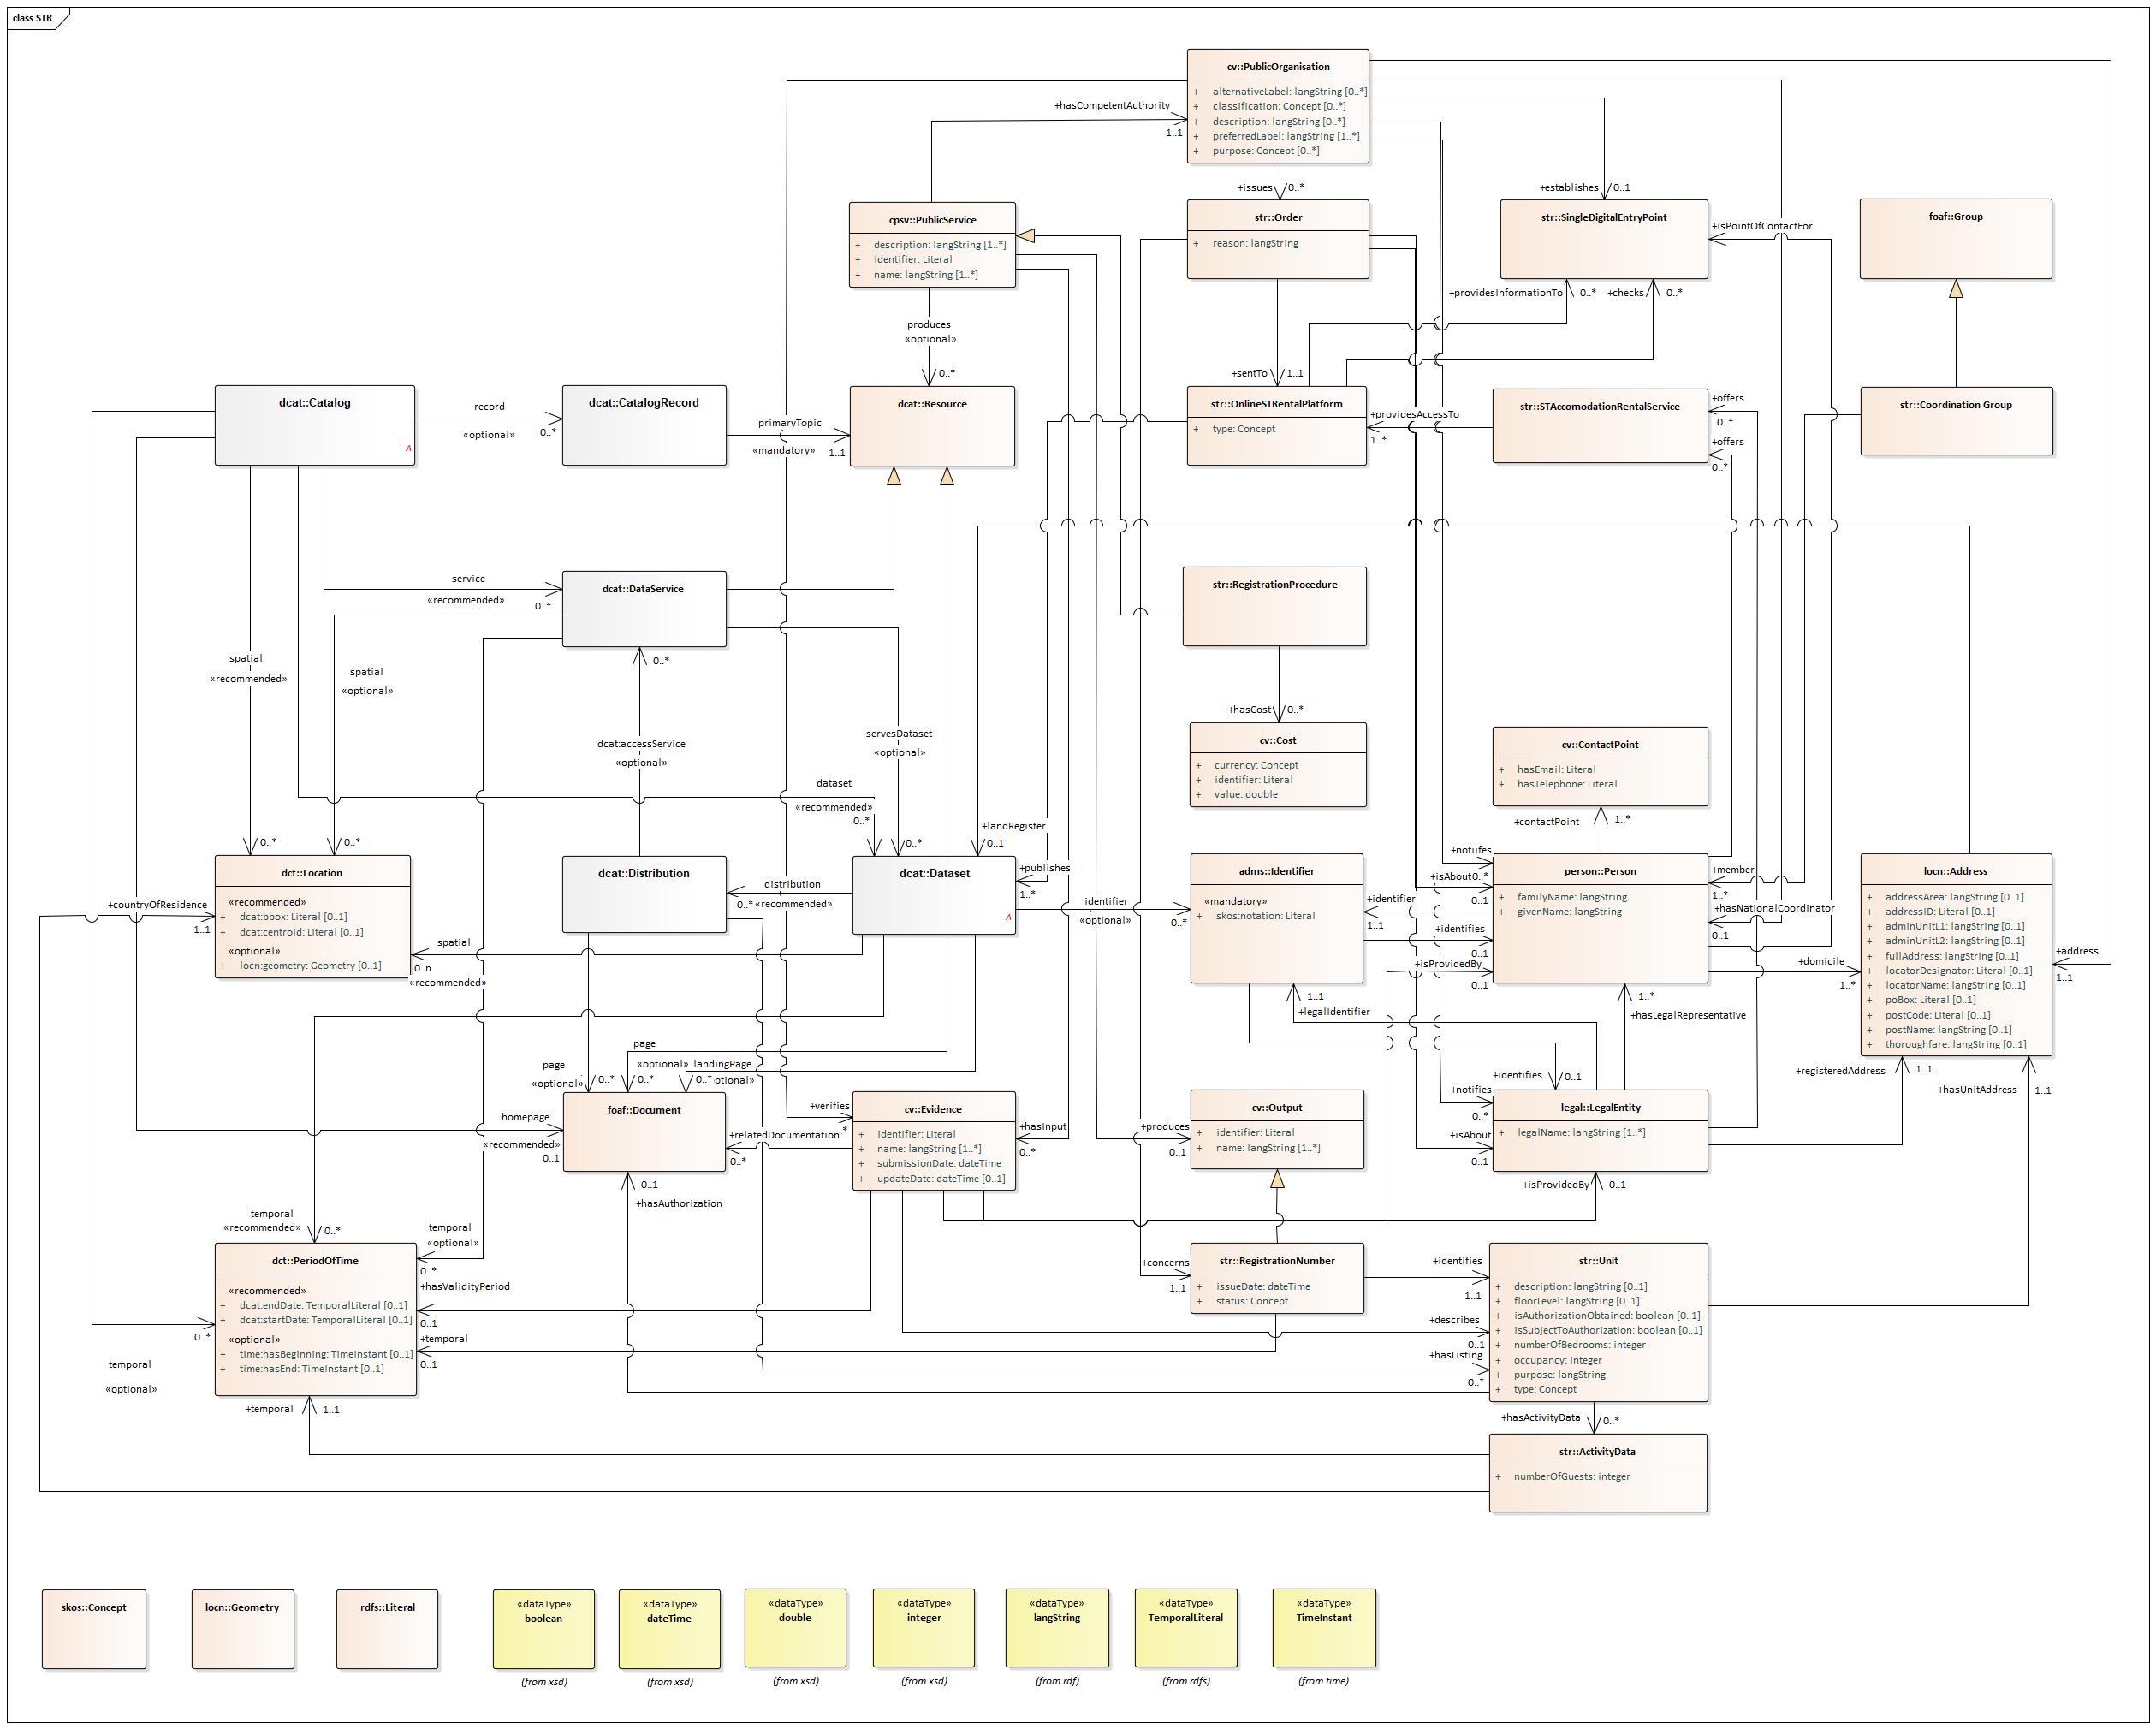 class STR
cv::PublicOrganisation
+ alternativeLabel: langString [0..*]
+ classification: Concept [0..*]
+ description: langString [0..*]
+ preferredLabel: langString [1..*]
+ purpose: Concept [0..*]
+hasCompetentAuthority
1..1
+issues
0..*
+establishes
0..1
cpsv::PublicService
+ description: langString [1..*]
+ identifier: Literal
+ name: langString [1..*]
str::Order
+ reason: langString
str::SingleDigitalEntryPoint
+isPointOfContactFor
foaf::Group
+providesInformationTo
0..*
+checks
0..*
produces
«optional»
0..*
+sentTo
1..1
dcat::Catalog
A
record
«optional»
0..*
dcat::CatalogRecord
primaryTopic
«mandatory»
1..1
dcat::Resource
str::OnlineSTRentalPlatform
+ type: Concept
+providesAccessTo
1..*
str::STAccomodationRentalService
+offers
0..*
+offers
0..*
str::Coordination Group
service
«recommended»
0..*
dcat::DataService
0..*
str::RegistrationProcedure
spatial
«recommended»
spatial
«optional»
+hasCost
0..*
dcat:accessService
«optional»
servesDataset
«optional»
cv::Cost
+ currency: Concept
+ identifier: Literal
+ value: double
cv::ContactPoint
+ hasEmail: Literal
+ hasTelephone: Literal
dataset
«recommended»
0..*
+contactPoint
1..*
0..*
0..*
0..*
+landRegister
0..1
dct::Location
«recommended»
+ dcat:bbox: Literal [0..1]
+ dcat:centroid: Literal [0..1]
«optional»
+ locn:geometry: Geometry [0..1]
+countryOfResidence
1..1
dcat::Distribution
distribution
0..*
«recommended»
dcat::Dataset
A
+publishes
1..*
identifier
«optional»
0..*
adms::Identifier
«mandatory»
+ skos:notation: Literal
+notiifes
0..*
+isAbout
0..1
+identifier
1..1
+identifies
+isProvidedBy
0..1
person::Person
+ familyName: langString
+ givenName: langString
+member
1..*
+hasNationalCoordinator
0..1
+domicile
1..*
locn::Address
+ addressArea: langString [0..1]
+ addressID: Literal [0..1]
+ adminUnitL1: langString [0..1]
+ adminUnitL2: langString [0..1]
+ fullAddress: langString [0..1]
+ locatorDesignator: Literal [0..1]
+ locatorName: langString [0..1]
+ poBox: Literal [0..1]
+ postCode: Literal [0..1]
+ postName: langString [0..1]
+ thoroughfare: langString [0..1]
+address
1..1
spatial
0..n
«recommended»
1..1
+legalIdentifier
1..*
+hasLegalRepresentative
page
«optional»
0..*
page
«optional»
0..*
landingPage
0..*
ptional»
+identifies
0..1
+registeredAddress
1..1
+hasUnitAddress
1..1
homepage
«recommended»
0..1
foaf::Document
+verifies
*
+relatedDocumentation
0..*
cv::Evidence
+ identifier: Literal
+ name: langString [1..*]
+ submissionDate: dateTime
+ updateDate: dateTime [0..1]
+hasInput
0..*
+produces
0..1
cv::Output
+ identifier: Literal
+ name: langString [1..*]
+notifies
0..*
+isAbout
0..1
legal::LegalEntity
+ legalName: langString [1..*]
+isProvidedBy
0..1
0..1
+hasAuthorization
temporal
«recommended»
0..*
temporal
«optional»
0..*
dct::PeriodOfTime
«recommended»
+ dcat:endDate: TemporalLiteral [0..1]
+ dcat:startDate: TemporalLiteral [0..1]
«optional»
+ time:hasBeginning: TimeInstant [0..1]
+ time:hasEnd: TimeInstant [0..1]
+hasValidityPeriod
0..1
+temporal
0..1
0..*
temporal
«optional»
+temporal
1..1
+concerns
1..1
str::RegistrationNumber
+ issueDate: dateTime
+ status: Concept
+identifies
1..1
+describes
0..1
+hasListing
0..*
str::Unit
+ description: langString [0..1]
+ floorLevel: langString [0..1]
+ isAuthorizationObtained: boolean [0..1]
+ isSubjectToAuthorization: boolean [0..1]
+ numberOfBedrooms: integer
+ occupancy: integer
+ purpose: langString
+ type: Concept
+hasActivityData
0..*
str::ActivityData
+ numberOfGuests: integer
skos::Concept
locn::Geometry
rdfs::Literal
«dataType»
boolean
(from xsd)
«dataType»
dateTime
(from xsd)
«dataType»
double
(from xsd)
«dataType»
integer
(from xsd)
«dataType»
langString
(from rdf)
«dataType»
TemporalLiteral
(from rdfs)
«dataType»
TimeInstant
(from time)